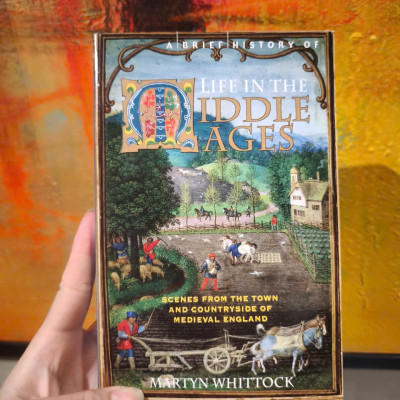 A BRIEF HISTORY OF
LIFE IN THE
MIDDLE
AGES
SCENES FROM THE TOWN
AND COUNTRYSIDE OF
MEDIEVAL ENGLAND
MARTYN WHITTOCK